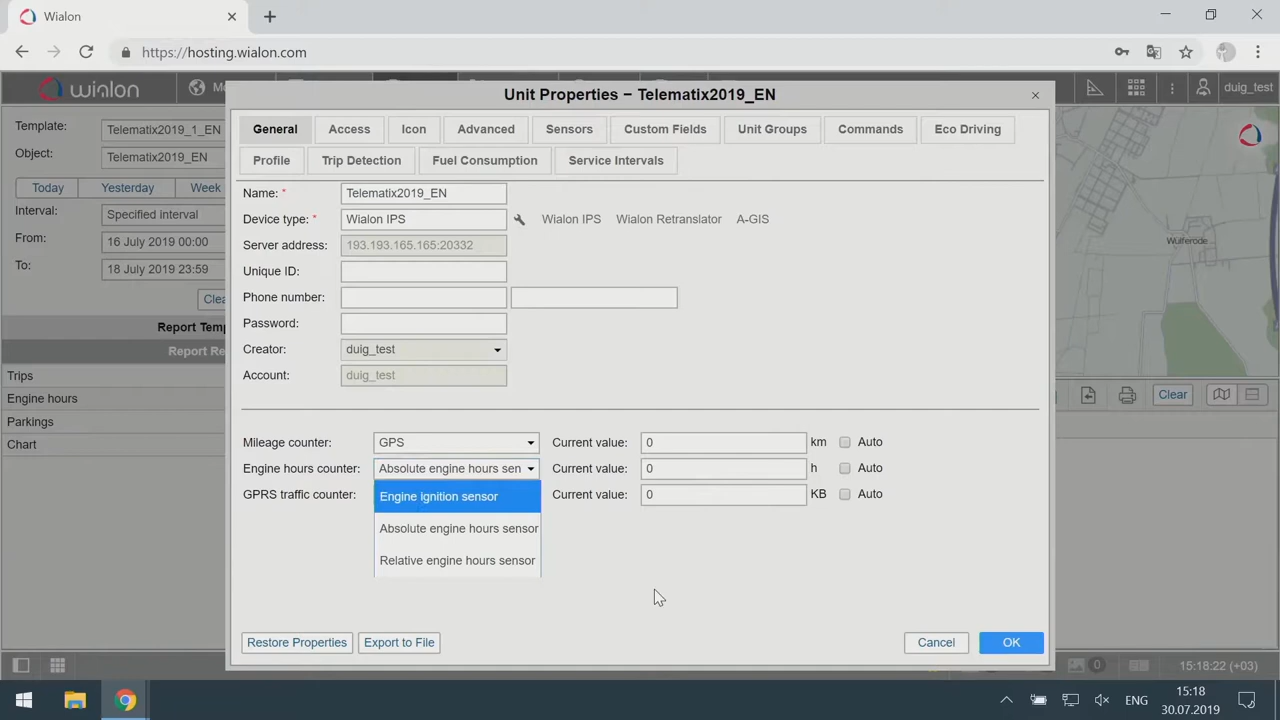 Wialon
https://hosting.wialon.com
wialon
duig_test
Unit Properties – Telematix2019_EN
Template: Telematix2019_1_EN
Object: Telematix2019_EN
Today Yesterday Week
Interval: Specified interval
From: 16 July 2019 00:00
To: 18 July 2019 23:59
Report
Report
Trips
Engine hours
Parkings
Chart
General Access Icon Advanced Sensors Custom Fields Unit Groups Commands Eco Driving
Profile Trip Detection Fuel Consumption Service Intervals
Name: * Telematix2019_EN
Device type: * Wialon IPS Wialon IPS Wialon Retranslator A-GIS
Server address: 193.193.165.165:20332
Unique ID:
Phone number:
Password:
Creator: duig_test
Account: duig_test
Mileage counter: GPS Current value: 0 km Auto
Engine hours counter: Absolute engine hours sen Current value: 0 h Auto
GPRS traffic counter: Current value: 0 KB Auto
Engine ignition sensor
Absolute engine hours sensor
Relative engine hours sensor
Restore Properties Export to File Cancel OK
Wulferode
Clear
0 15:18:22 (+03)
ENG 15:18
30.07.2019